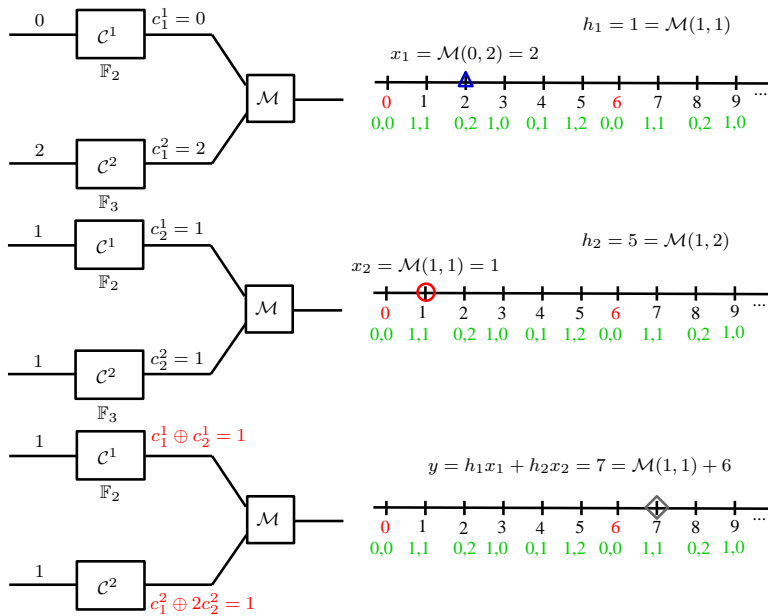 0 𝒞¹ c₁¹ = 0
𝔽₂
h₁ = 1 = ℳ(1, 1)
x₁ = ℳ(0, 2) = 2
ℳ
0 1 2 3 4 5 6 7 8 9 ...
0,0 1,1 0,2 1,0 0,1 1,2 0,0 1,1 0,2 1,0
2 𝒞² c₁² = 2
𝔽₃
1 𝒞¹ c₂¹ = 1
𝔽₂
h₂ = 5 = ℳ(1, 2)
x₂ = ℳ(1, 1) = 1
ℳ
0 1 2 3 4 5 6 7 8 9 ...
0,0 1,1 0,2 1,0 0,1 1,2 0,0 1,1 0,2 1,0
1 𝒞² c₂² = 1
𝔽₃
1 𝒞¹ c₁¹ ⊕ c₂¹ = 1
𝔽₂
y = h₁x₁ + h₂x₂ = 7 = ℳ(1, 1) + 6
ℳ
0 1 2 3 4 5 6 7 8 9 ...
0,0 1,1 0,2 1,0 0,1 1,2 0,0 1,1 0,2 1,0
1 𝒞² c₁² ⊕ 2c₂² = 1